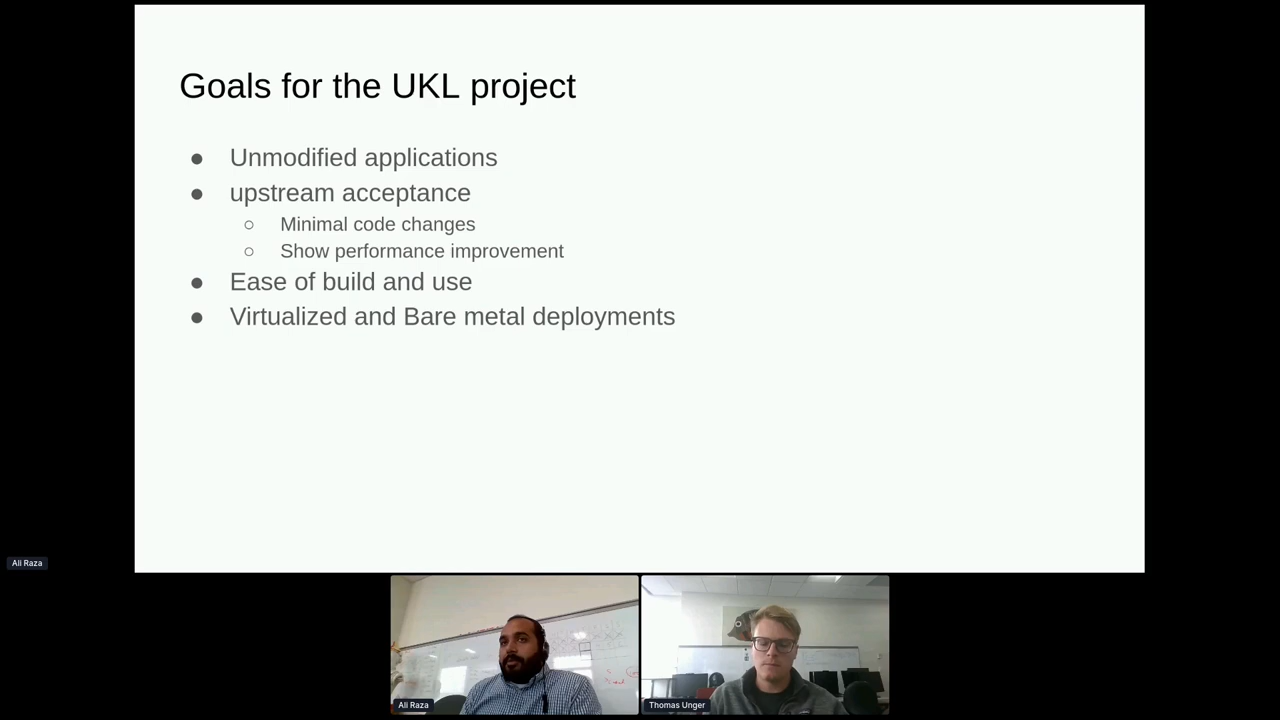 Goals for the UKL project
● Unmodified applications
● upstream acceptance
○ Minimal code changes
○ Show performance improvement
● Ease of build and use
● Virtualized and Bare metal deployments
Ali Raza
Ali Raza
Thomas Unger